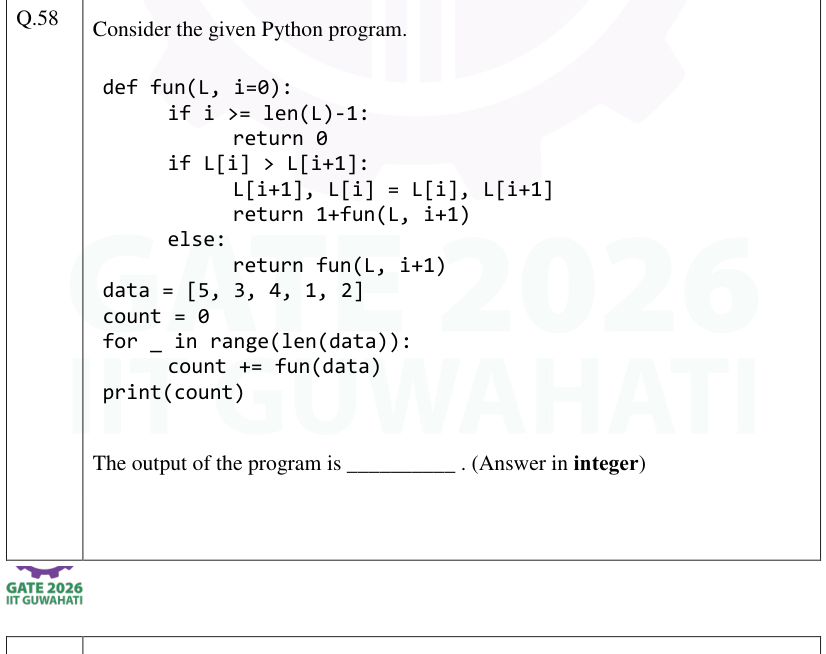 Q.58
Consider the given Python program.
def fun(L, i=0):
    if i >= len(L)-1:
        return 0
    if L[i] > L[i+1]:
        L[i+1], L[i] = L[i], L[i+1]
        return 1+fun(L, i+1)
    else:
        return fun(L, i+1)
data = [5, 3, 4, 1, 2]
count = 0
for _ in range(len(data)):
    count += fun(data)
print(count)
GATE 2026
IIT GUWAHATI
The output of the program is __________ . (Answer in integer)
GATE 2026
IIT GUWAHATI